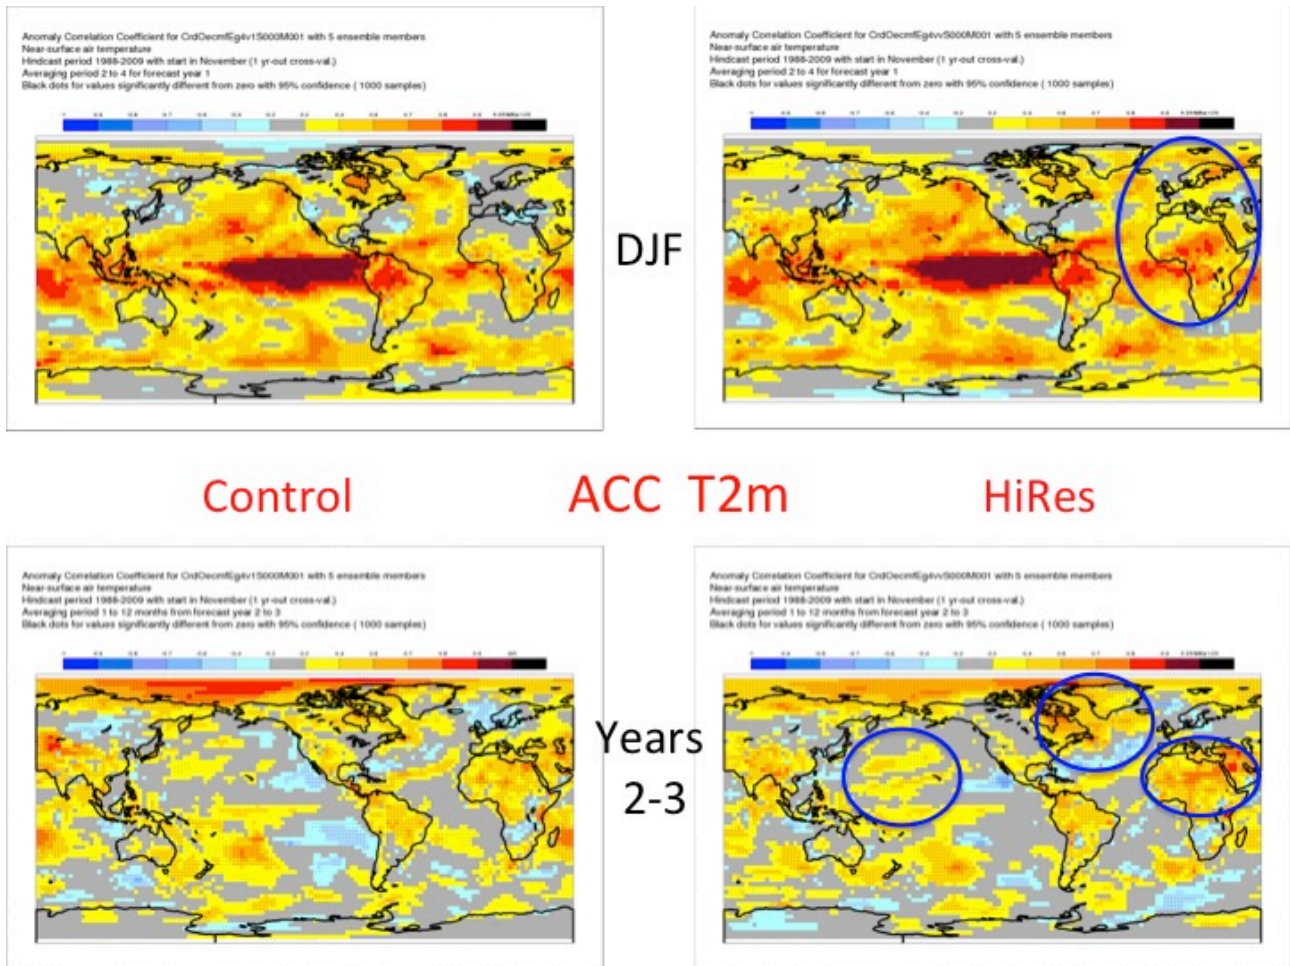 Anomaly Correlation Coefficient for CrdOecmfEg4v1S000M001 with 5 ensemble members
Near-surface air temperature
Hindcast period 1988-2009 with start in November (1 yr-out cross-val.)
Averaging period 2 to 4 for forecast year 1
Black dots for values significantly different from zero with 95% confidence ( 1000 samples)
Anomaly Correlation Coefficient for CrdOecmfEg4vvS000M001 with 5 ensemble members
Near-surface air temperature
Hindcast period 1988-2009 with start in November (1 yr-out cross-val.)
Averaging period 2 to 4 for forecast year 1
Black dots for values significantly different from zero with 95% confidence ( 1000 samples)
DJF
Control
ACC T2m
HiRes
Anomaly Correlation Coefficient for CrdOecmfEg4v1S000M001 with 5 ensemble members
Near-surface air temperature
Hindcast period 1988-2009 with start in November (1 yr-out cross-val.)
Averaging period 1 to 12 months from forecast year 2 to 3
Black dots for values significantly different from zero with 95% confidence ( 1000 samples)
Anomaly Correlation Coefficient for CrdOecmfEg4vvS000M001 with 5 ensemble members
Near-surface air temperature
Hindcast period 1988-2009 with start in November (1 yr-out cross-val.)
Averaging period 1 to 12 months from forecast year 2 to 3
Black dots for values significantly different from zero with 95% confidence ( 1000 samples)
Years
2-3